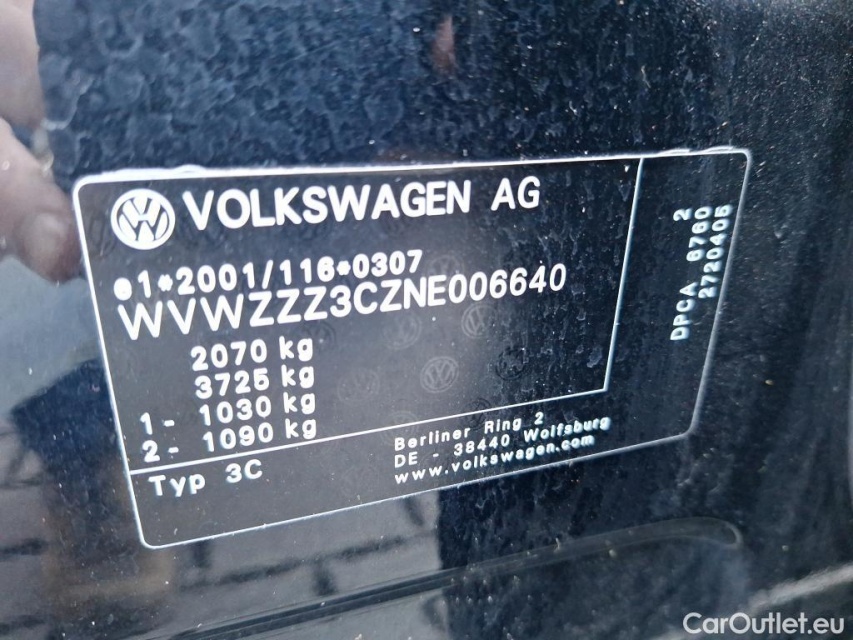 VOLKSWAGEN AG
e1*2001/116*0307
WVWZZZ3CZNE006640
2070 kg
3725 kg
1- 1030 kg
2- 1090 kg
Typ 3C
Berliner Ring 2
DE - 38440 Wolfsburg
www.volkswagen.com
2
DPCA 6760
2720405
CarOutlet.eu